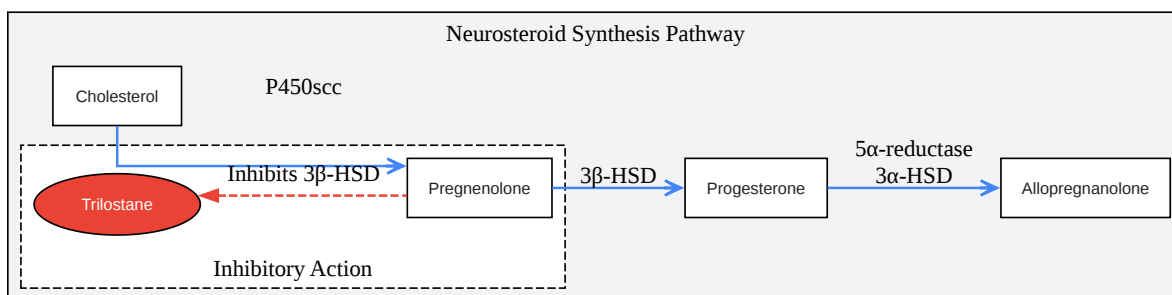 Neurosteroid Synthesis Pathway
Cholesterol
P450scc
Inhibits 3β-HSD
Trilostane
Pregnenolone
3β-HSD
Progesterone
5α-reductase
3α-HSD
Allopregnanolone
Inhibitory Action